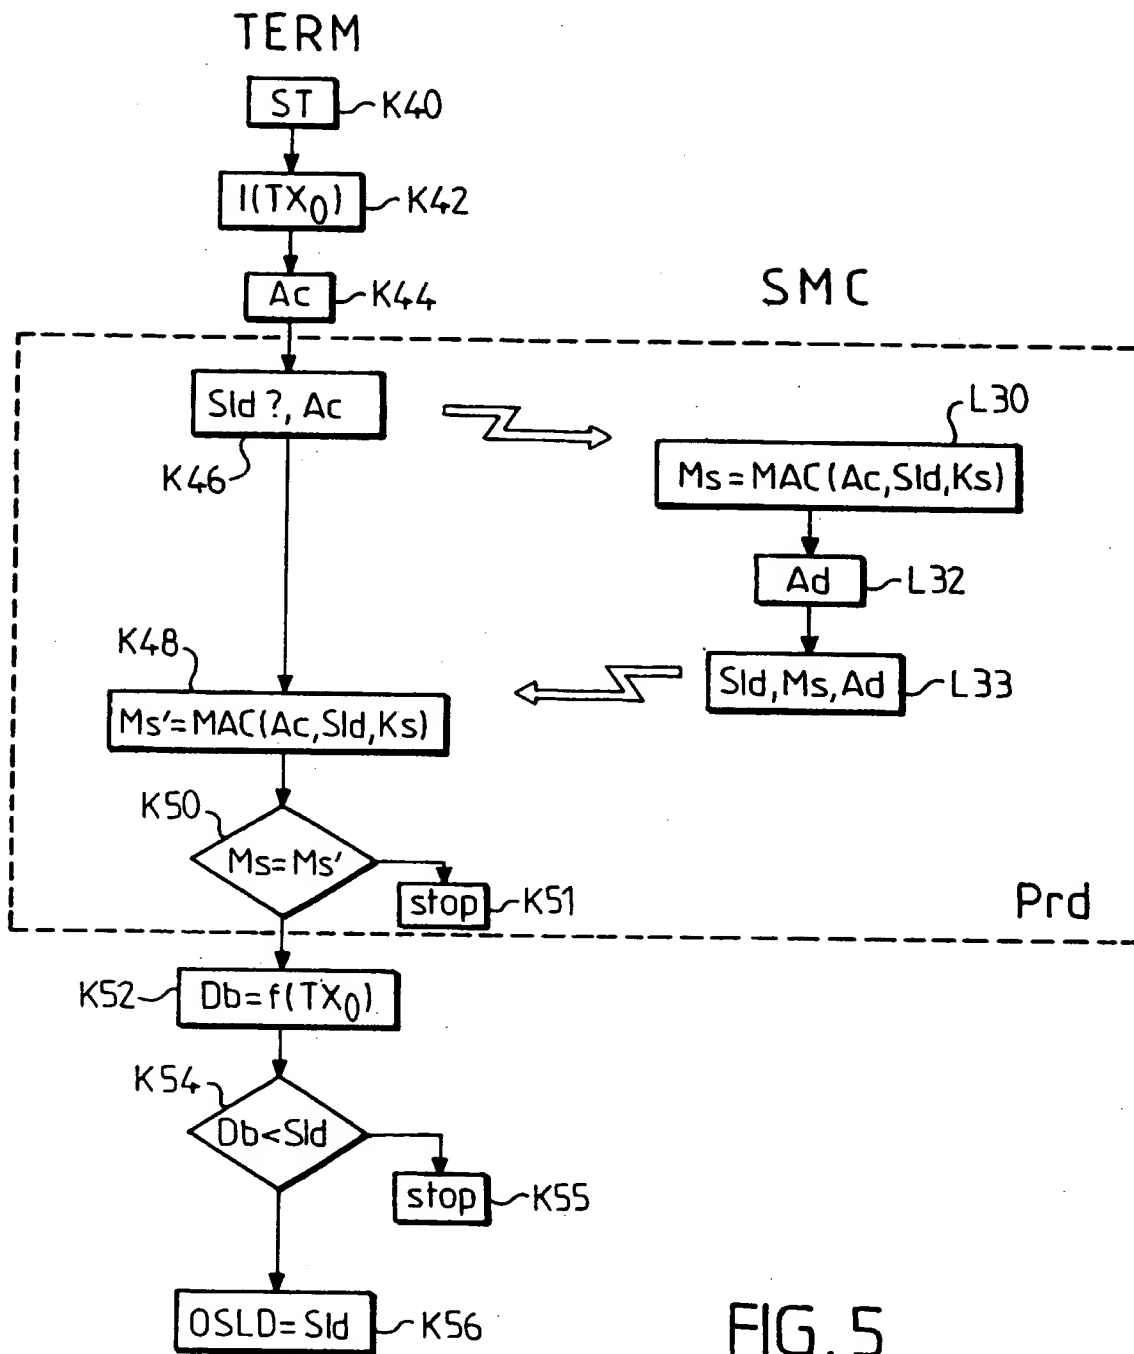 TERM
ST K40
I(TX0) K42
Ac K44
SMC
Sld ?, Ac
K46
L30
Ms=MAC(Ac,Sld,Ks)
Ad L32
Sld,Ms,Ad L33
K48
Ms'=MAC(Ac,Sld,Ks)
K50
Ms=Ms'
stop K51
Prd
K52 Db=f(TX0)
K54
Db<Sld
stop K55
OSLD=Sld K56
FIG.5